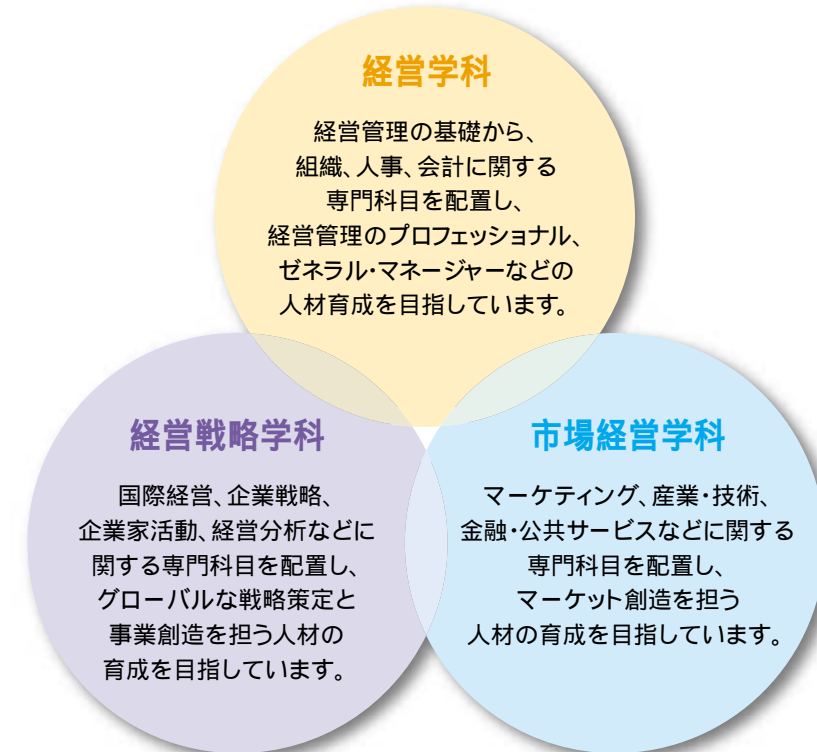 経営学科
経営管理の基礎から、
組織、人事、会計に関する
専門科目を配置し、
経営管理のプロフェッショナル、
ゼネラル・マネージャーなどの
人材育成を目指しています。
経営戦略学科
国際経営、企業戦略、
企業家活動、経営分析などに
関する専門科目を配置し、
グローバルな戦略策定と
事業創造を担う人材の
育成を目指しています。
市場経営学科
マーケティング、産業・技術、
金融・公共サービスなどに関する
専門科目を配置し、
マーケット創造を担う
人材の育成を目指しています。